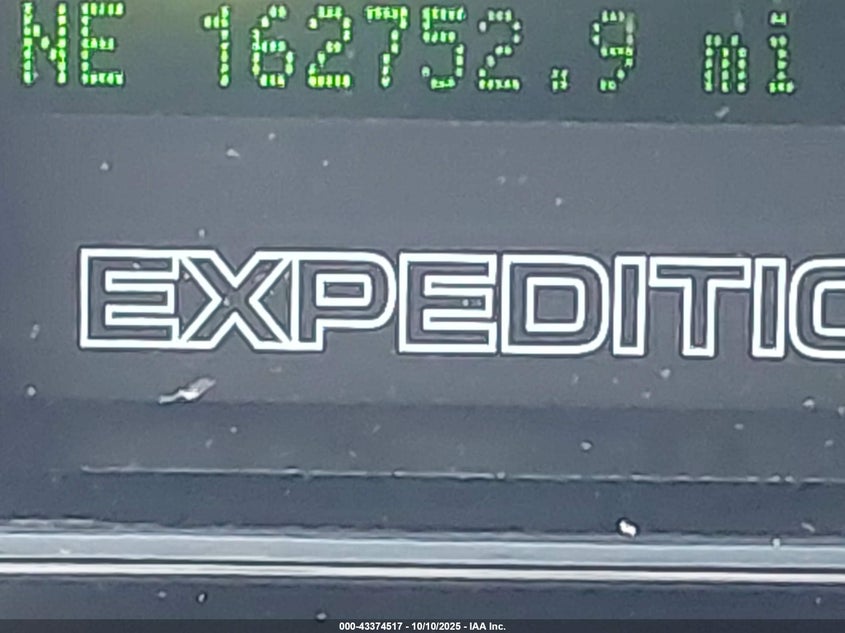 NE 162752.9 mi
EXPEDITIO
000-43374517 - 10/10/2025 - IAA Inc.